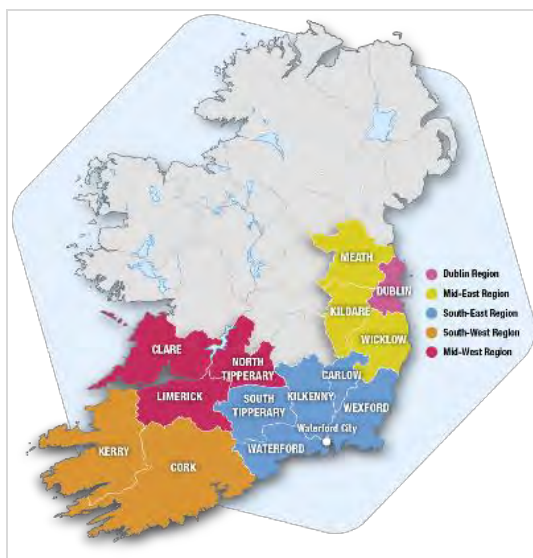 MEATH
DUBLIN
KILDARE
WICKLOW
Dublin Region
Mid-East Region
South-East Region
South-West Region
Mid-West Region
CLARE
NORTH
TIPPERARY
LIMERICK
CARLOW
KILKENNY
SOUTH
TIPPERARY
WEXFORD
Waterford City
WATERFORD
KERRY
CORK